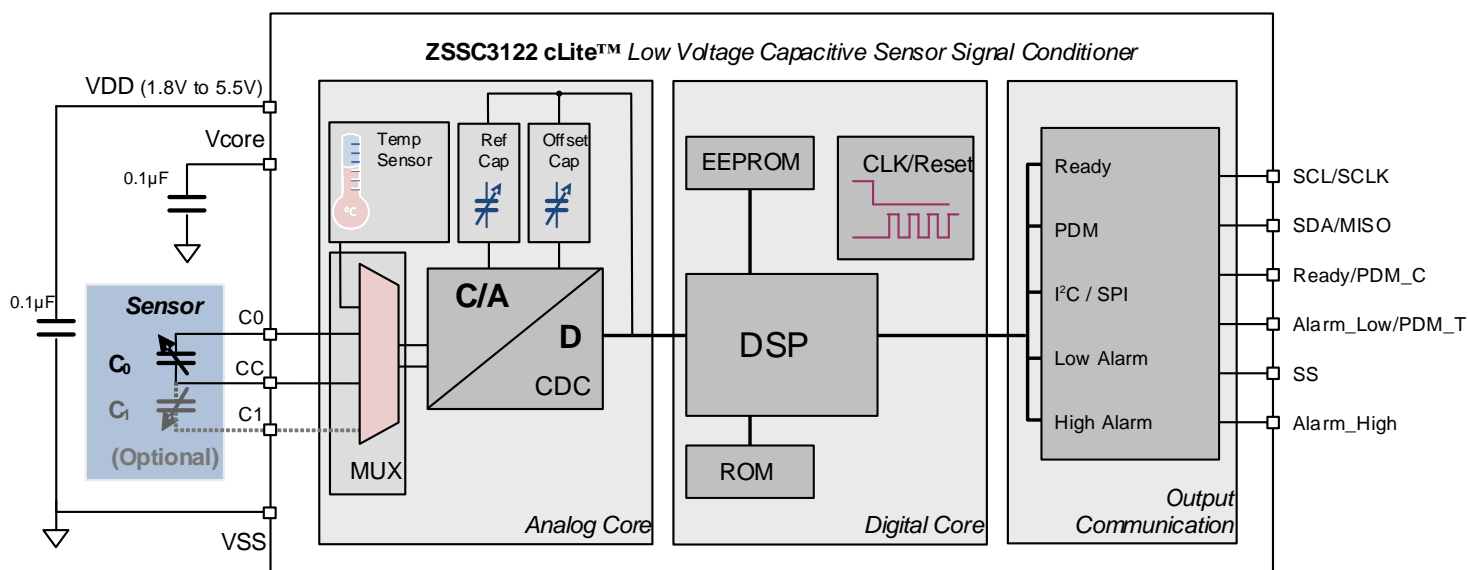 ZSSC3122 cLite™ Low Voltage Capacitive Sensor Signal Conditioner
VDD (1.8V to 5.5V)
Vcore
0.1µF
0.1µF
Sensor
C0
C0
CC
C1
C1
(Optional)
VSS
Temp
Sensor
°C
Ref
Cap
Offset
Cap
MUX
C/A
D
CDC
Analog Core
EEPROM
CLK/Reset
DSP
ROM
Digital Core
Ready
PDM
I²C / SPI
Low Alarm
High Alarm
Output
Communication
SCL/SCLK
SDA/MISO
Ready/PDM_C
Alarm_Low/PDM_T
SS
Alarm_High